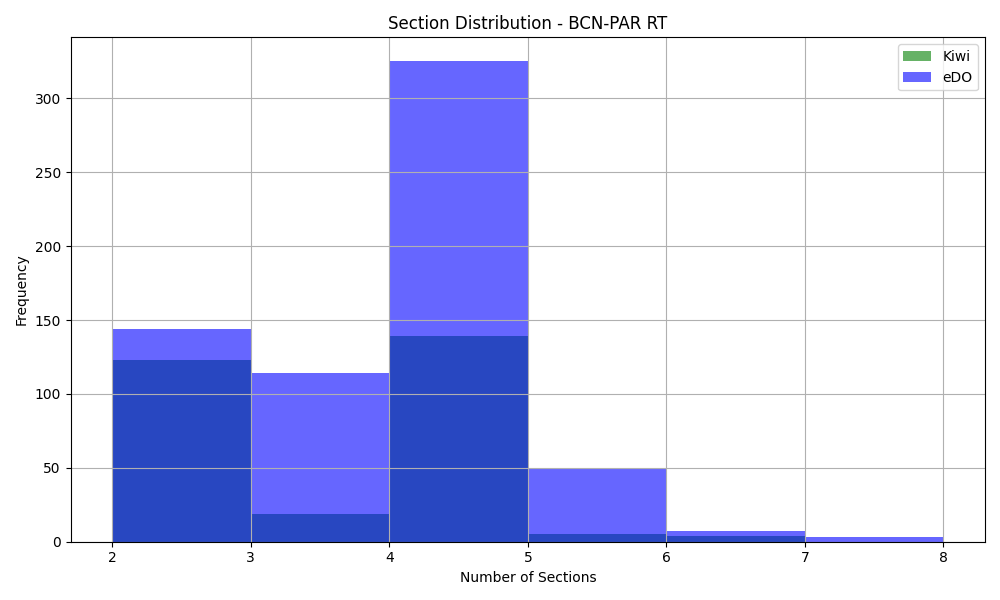 Section Distribution - BCN-PAR RT
Kiwi
eDO
300
250
200
150
100
50
0
Frequency
2 3 4 5 6 7 8
Number of Sections